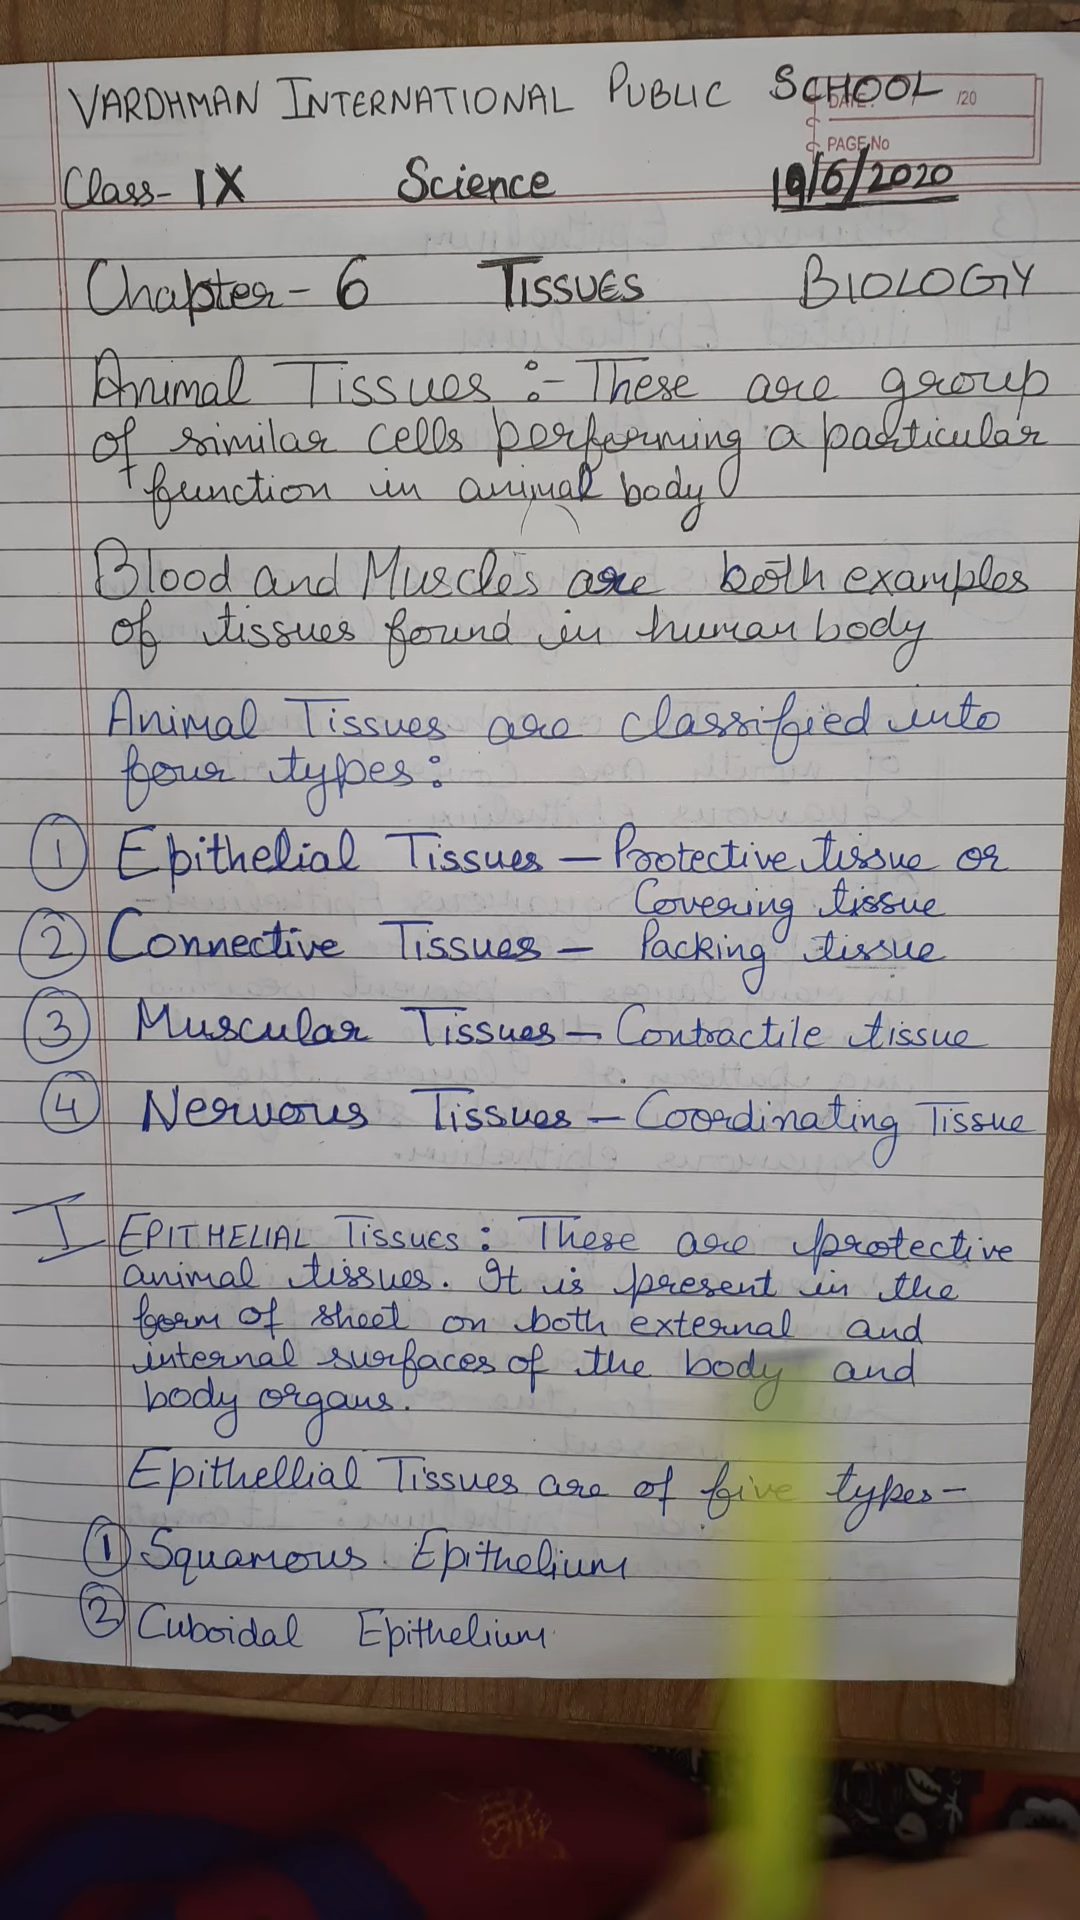 VARDHMAN INTERNATIONAL PUBLIC SCHOOL
DATE: /20
PAGE No
Class- IX Science 19/6/2020
Chapter- 6 TISSUES BIOLOGY
Animal Tissues :- These are group
of similar cells performing a particular
function in animal body
Blood and Muscles are both examples
of tissues found in human body
Animal Tissues are classified into
four types:
1 Epithelial Tissues – Protective tissue or
Covering tissue
2 Connective Tissues – Packing tissue
3 Muscular Tissues – Contractile tissue
4 Nervous Tissues – Coordinating Tissue
I EPITHELIAL Tissues : These are protective
animal tissues. It is present in the
form of sheet on both external and
internal surfaces of the body and
body organs.
Epithellial Tissues are of five types-
1 Squamous Epithelium
2 Cuboidal Epithelium